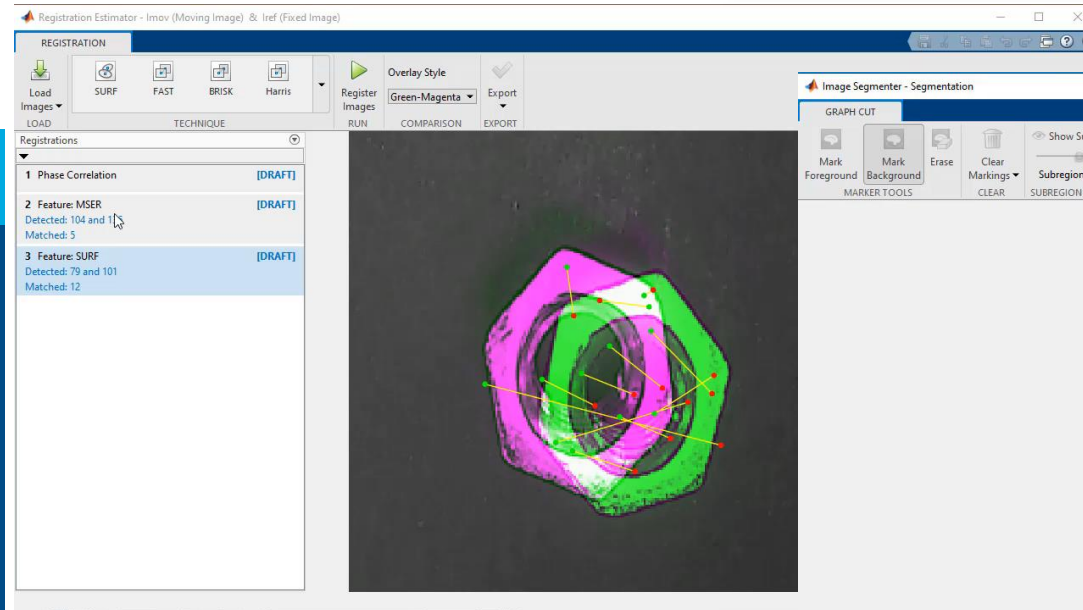 Registration Estimator - Imov (Moving Image) & Iref (Fixed Image)
REGISTRATION
Load Images
SURF
FAST
BRISK
Harris
Register Images
Overlay Style
Green-Magenta
Export
LOAD
TECHNIQUE
RUN
COMPARISON
EXPORT
Registrations
1 Phase Correlation [DRAFT]
2 Feature: MSER [DRAFT]
Detected: 104 and
Matched: 5
3 Feature: SURF [DRAFT]
Detected: 79 and 101
Matched: 12
Image Segmenter - Segmentation
GRAPH CUT
Mark Foreground
Mark Background
Erase
Clear Markings
Show
Subregion
MARKER TOOLS
CLEAR
SUBREGION